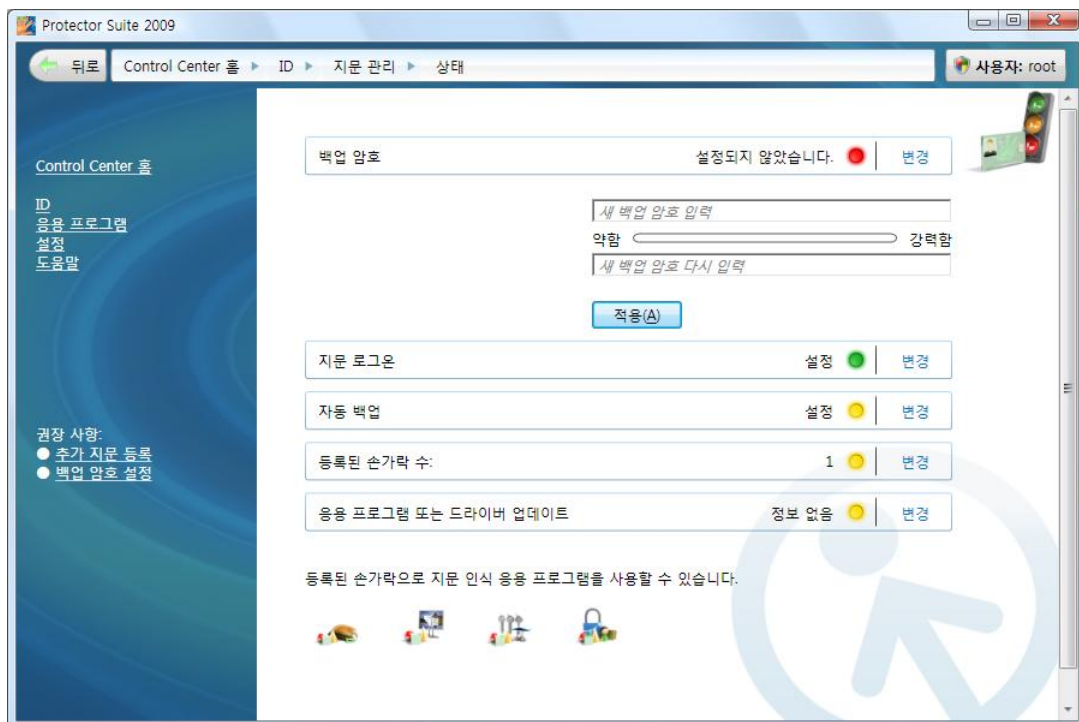 Protector Suite 2009
뒤로 Control Center 홈 ID 지문 관리 상태 사용자: root
Control Center 홈
ID
응용 프로그램
설정
도움말
권장 사항:
추가 지문 등록
백업 암호 설정
백업 암호 설정되지 않았습니다. 변경
새 백업 암호 입력
약함 강력함
새 백업 암호 다시 입력
적용(A)
지문 로그온 설정 변경
자동 백업 설정 변경
등록된 손가락 수: 1 변경
응용 프로그램 또는 드라이버 업데이트 정보 없음 변경
등록된 손가락으로 지문 인식 응용 프로그램을 사용할 수 있습니다.